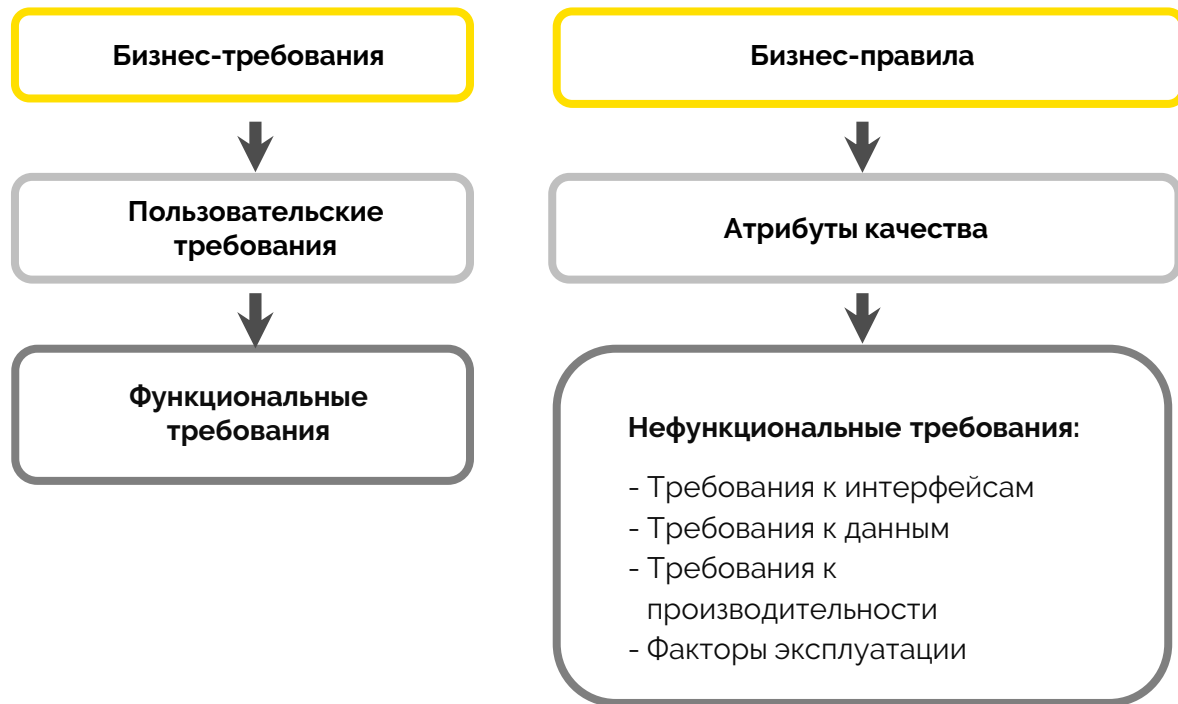 Бизнес-требования
Бизнес-правила
Пользовательские
требования
Атрибуты качества
Функциональные
требования
Нефункциональные требования:
- Требования к интерфейсам
- Требования к данным
- Требования к
производительности
- Факторы эксплуатации